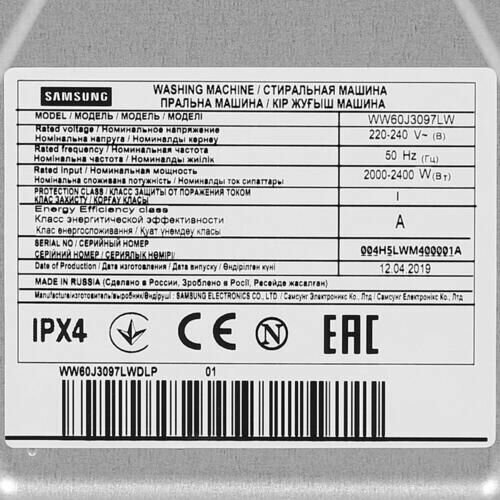 SAMSUNG
WASHING MACHINE / СТИРАЛЬНАЯ МАШИНА
ПРАЛЬНА МАШИНА / КІР ЖУҒЫШ МАШИНА
MODEL / МОДЕЛЬ / МОДЕЛЬ / МОДЕЛІ WW60J3097LW
Rated voltage / Номинальное напряжение
Номінальна напруга / Номиналды кернеу 220-240 V~ (В)
Rated frequency / Номинальная частота
Номінальна частота / Номиналды жиілік 50 Hz (Гц)
Rated Input / Номинальная мощность
Номінальна споживана потужність / Номиналды ток сипаттары 2000-2400 W(Вт)
PROTECTION CLASS / КЛАСС ЗАЩИТЫ ОТ ПОРАЖЕНИЯ ТОКОМ
КЛАС ЗАХИСТУ / ҚОРҒАУ КЛАСЫ I
Energy Efficiency class
Класс энергетической эффективности
Клас енергоспоживання / Қуат үнемдеу класы A
SERIAL NO / СЕРИЙНЫЙ НОМЕР
СЕРІЙНИЙ НОМЕР / СЕРИЯЛЫҚ НӨМІРІ 004H5LWM400001A
Date of Production / Дата изготовления / Дата випуску / Өндірілген күні 12.04.2019
MADE IN RUSSIA (Сделано в России, Зроблено в Росії, Ресейде жасалған)
Manufacture/изготовитель/виробник/Өндіруші : SAMSUNG ELECTRONICS CO., LTD / Самсунг Электроникс Ко., Лтд / Самсунг Електронікс Ко., Лтд
IPX4 CE N EAC
WW60J3097LWDLP 01